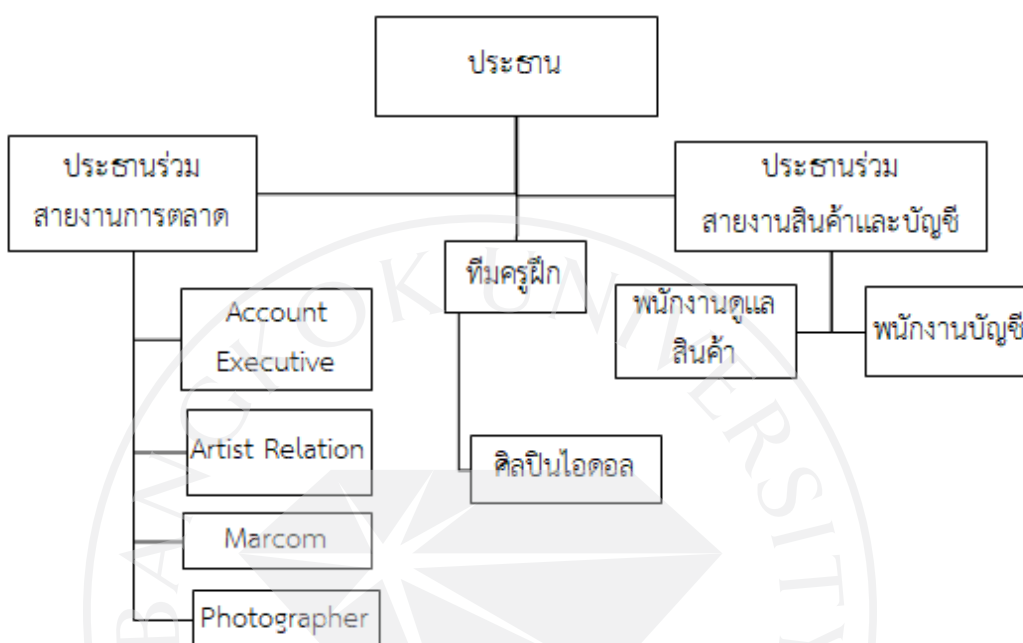 ประธาน
ประธานร่วม
สายงานการตลาด
ประธานร่วม
สายงานสินค้าและบัญชี
ทีมครูฝึก
พนักงานดูแล
สินค้า
พนักงานบัญชี
Account
Executive
Artist Relation
ศิลปินไอดอล
Marcom
Photographer
BANGKOK UNIVERSITY